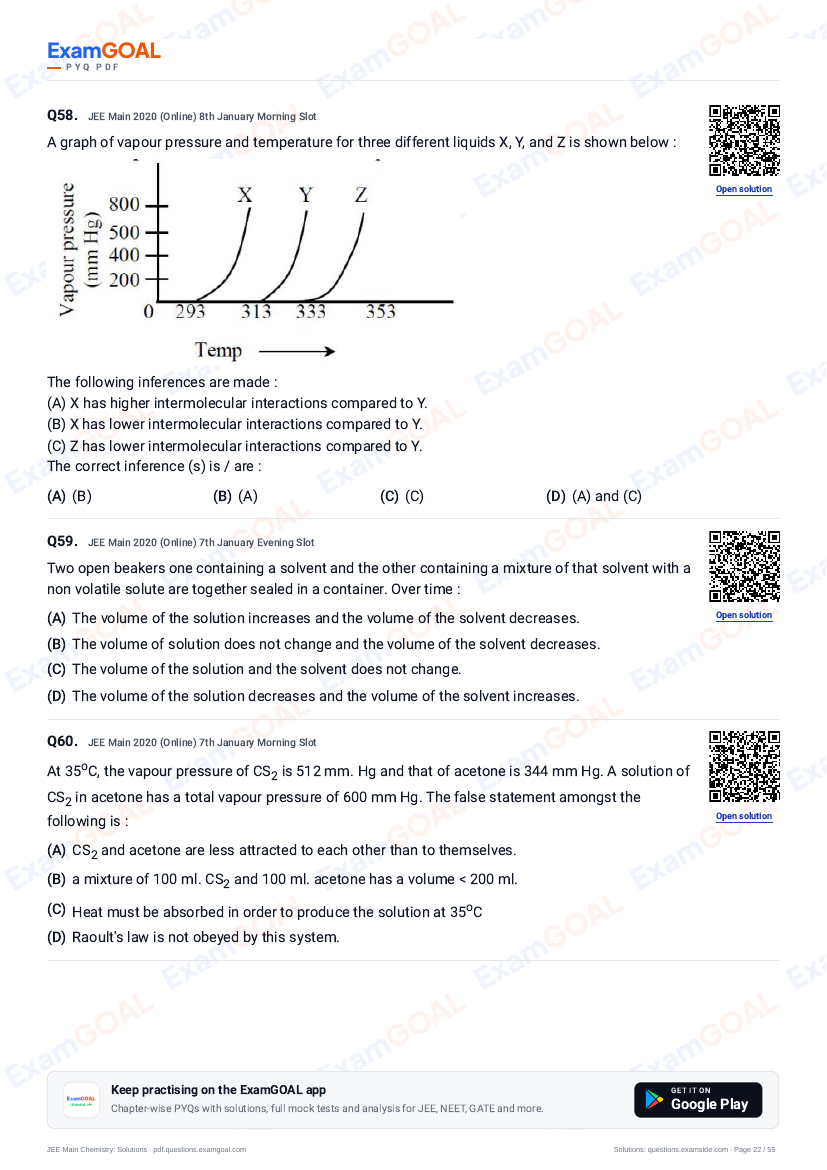 ExamGOAL
PYQ PDF
Q58. JEE Main 2020 (Online) 8th January Morning Slot
A graph of vapour pressure and temperature for three different liquids X, Y, and Z is shown below :
Open solution
Vapour pressure
(mm Hg)
800
500
400
200
0
X Y Z
293 313 333 353
Temp
The following inferences are made :
(A) X has higher intermolecular interactions compared to Y.
(B) X has lower intermolecular interactions compared to Y.
(C) Z has lower intermolecular interactions compared to Y.
The correct inference (s) is / are :
(A) (B) (B) (A) (C) (C) (D) (A) and (C)
Q59. JEE Main 2020 (Online) 7th January Evening Slot
Two open beakers one containing a solvent and the other containing a mixture of that solvent with a
non volatile solute are together sealed in a container. Over time :
Open solution
(A) The volume of the solution increases and the volume of the solvent decreases.
(B) The volume of solution does not change and the volume of the solvent decreases.
(C) The volume of the solution and the solvent does not change.
(D) The volume of the solution decreases and the volume of the solvent increases.
Q60. JEE Main 2020 (Online) 7th January Morning Slot
At 35°C, the vapour pressure of CS₂ is 512 mm. Hg and that of acetone is 344 mm Hg. A solution of
CS₂ in acetone has a total vapour pressure of 600 mm Hg. The false statement amongst the
following is :
Open solution
(A) CS₂ and acetone are less attracted to each other than to themselves.
(B) a mixture of 100 ml. CS₂ and 100 ml. acetone has a volume < 200 ml.
(C) Heat must be absorbed in order to produce the solution at 35°C
(D) Raoult's law is not obeyed by this system.
Keep practising on the ExamGOAL app
Chapter-wise PYQs with solutions, full mock tests and analysis for JEE, NEET, GATE and more.
GET IT ON
Google Play
JEE Main Chemistry: Solutions · pdf.questions.examgoal.com
Solutions: questions.examside.com · Page 22 / 55